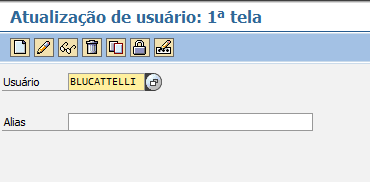 Atualização de usuário: 1ª tela
Usuário BLUCATTELLI
Alias